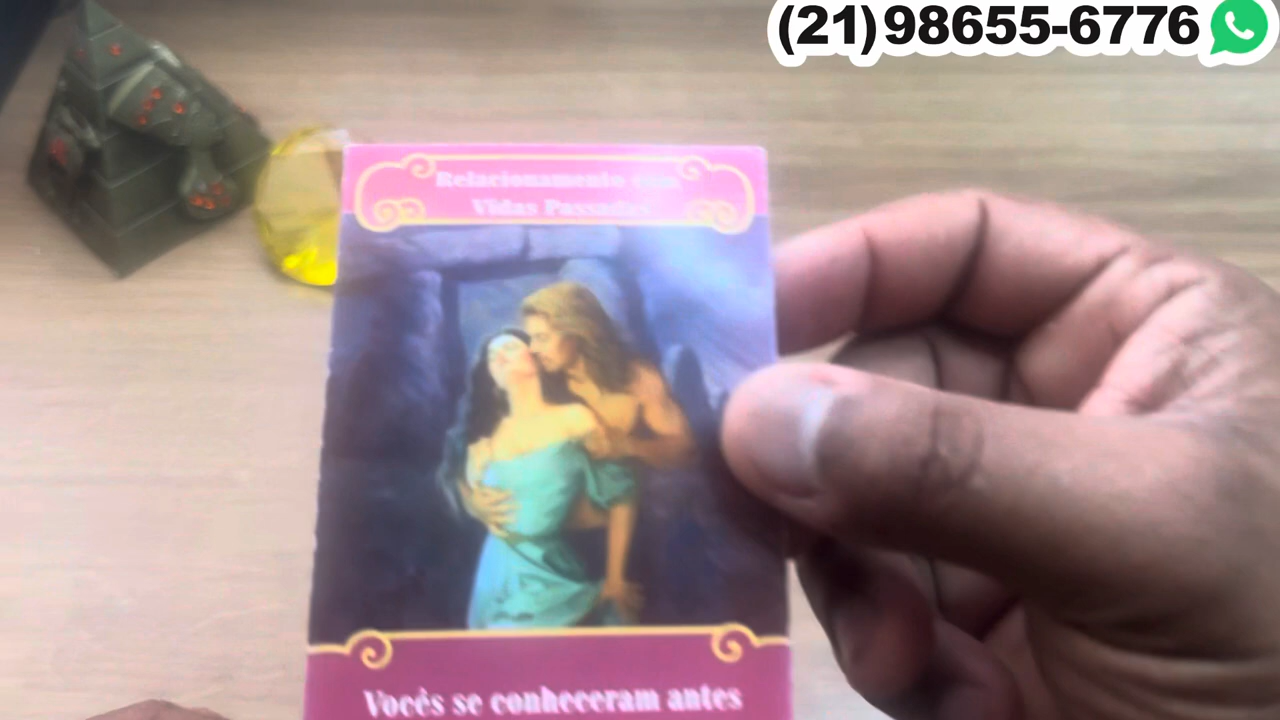 (21)98655-6776
Relacionamento com
Vidas Passadas
Vocês se conheceram antes